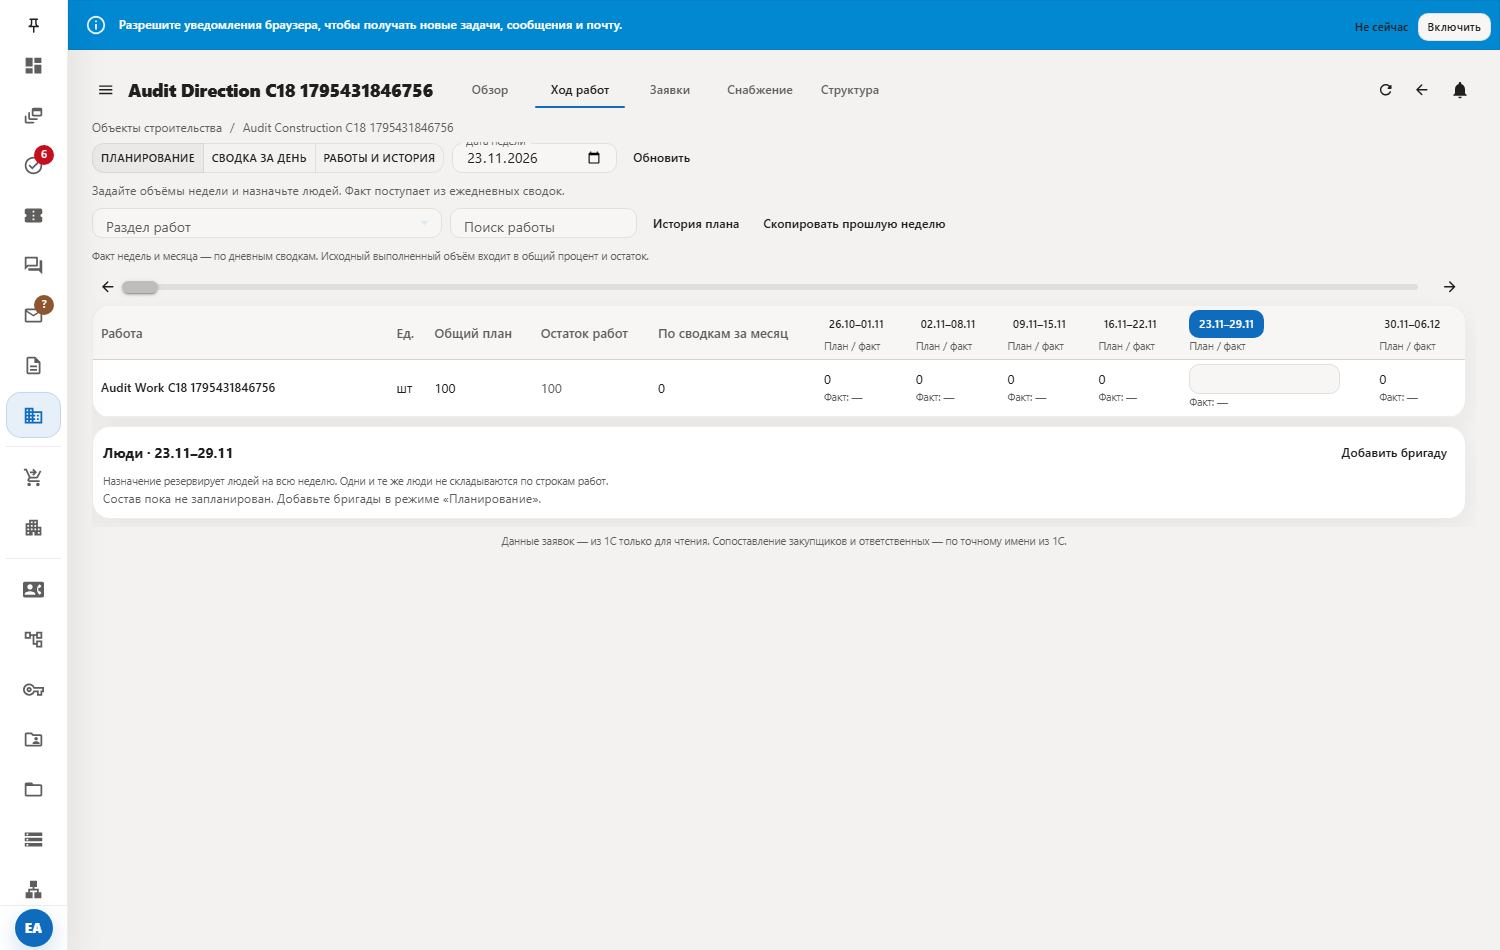 Разрешите уведомления браузера, чтобы получать новые задачи, сообщения и почту.
Не сейчас
Включить
Audit Direction C18 1795431846756
Обзор
Ход работ
Заявки
Снабжение
Структура
Объекты строительства / Audit Construction C18 1795431846756
6
ПЛАНИРОВАНИЕ
СВОДКА ЗА ДЕНЬ
РАБОТЫ И ИСТОРИЯ
Дата недели
23.11.2026
Обновить
Задайте объёмы недели и назначьте людей. Факт поступает из ежедневных сводок.
Раздел работ
Поиск работы
История плана
Скопировать прошлую неделю
Факт недель и месяца — по дневным сводкам. Исходный выполненный объём входит в общий процент и остаток.
?
Работа
Ед.
Общий план
Остаток работ
По сводкам за месяц
26.10–01.11
02.11–08.11
09.11–15.11
16.11–22.11
23.11–29.11
30.11–06.12
План / факт
План / факт
План / факт
План / факт
План / факт
План / факт
Audit Work C18 1795431846756
шт
100
100
0
0
0
0
0
0
Факт: —
Факт: —
Факт: —
Факт: —
Факт: —
Факт: —
Люди · 23.11–29.11
Добавить бригаду
Назначение резервирует людей на всю неделю. Одни и те же люди не складываются по строкам работ.
Состав пока не запланирован. Добавьте бригады в режиме «Планирование».
Данные заявок — из 1С только для чтения. Сопоставление закупщиков и ответственных — по точному имени из 1С.
EA